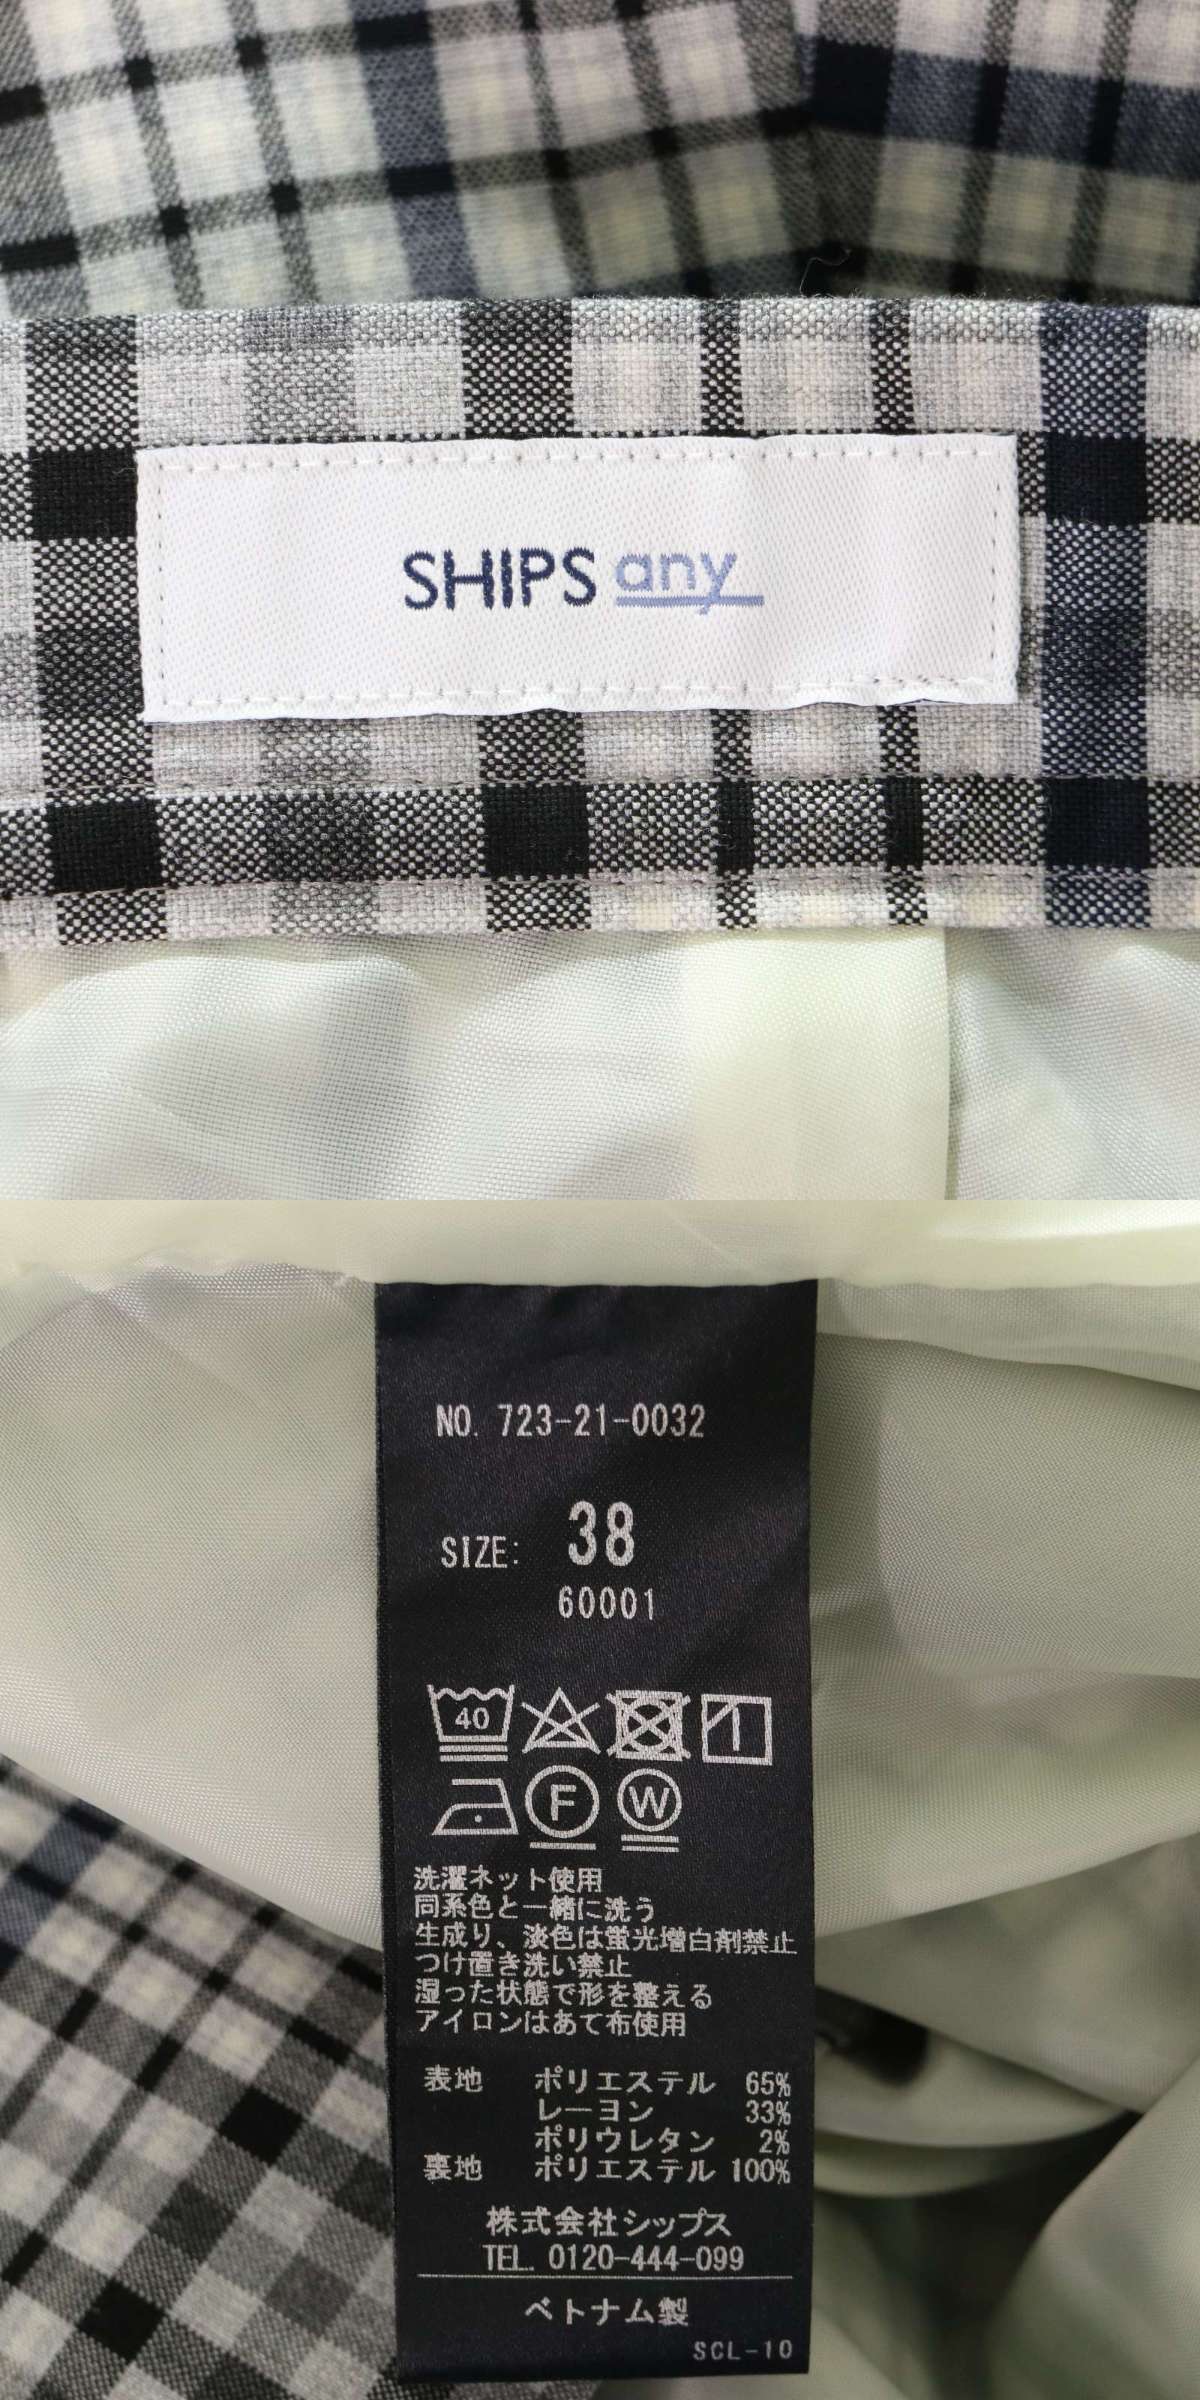 SHIPS any
NO. 723-21-0032
SIZE: 38
60001
40
F W
洗濯ネット使用
同系色と一緒に洗う
生成り、淡色は蛍光増白剤禁止
つけ置き洗い禁止
湿った状態で形を整える
アイロンはあて布使用
表地 ポリエステル 65%
レーヨン 33%
ポリウレタン 2%
裏地 ポリエステル 100%
株式会社シップス
TEL. 0120-444-099
ベトナム製
SCL-10